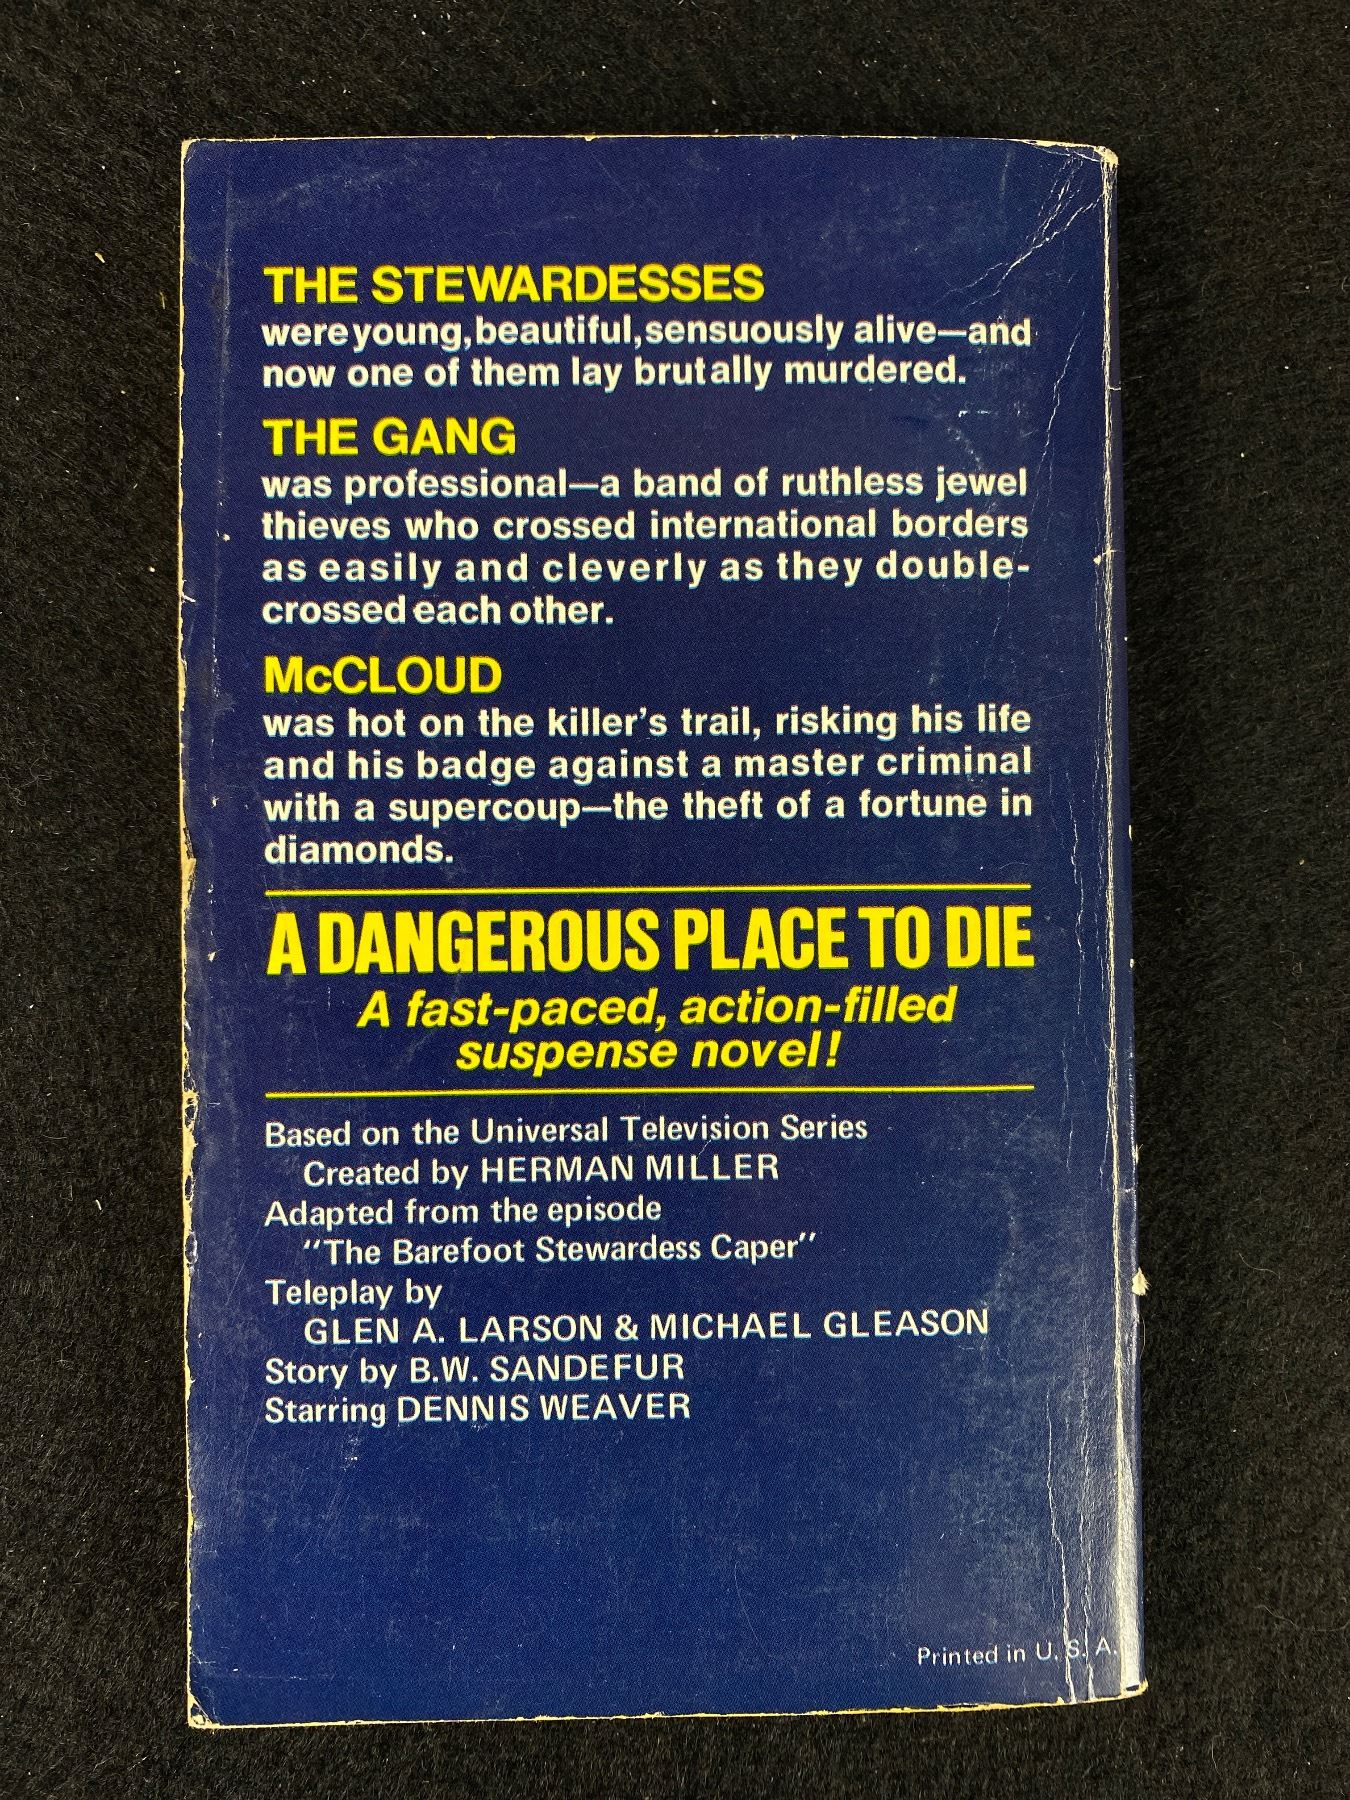 THE STEWARDESSES
were young, beautiful, sensuously alive—and
now one of them lay brutally murdered.
THE GANG
was professional—a band of ruthless jewel
thieves who crossed international borders
as easily and cleverly as they double-
crossed each other.
McCLOUD
was hot on the killer's trail, risking his life
and his badge against a master criminal
with a supercoup—the theft of a fortune in
diamonds.
A DANGEROUS PLACE TO DIE
A fast-paced, action-filled
suspense novel!
Based on the Universal Television Series
Created by HERMAN MILLER
Adapted from the episode
"The Barefoot Stewardess Caper"
Teleplay by
GLEN A. LARSON & MICHAEL GLEASON
Story by B.W. SANDEFUR
Starring DENNIS WEAVER
Printed in U.S.A.